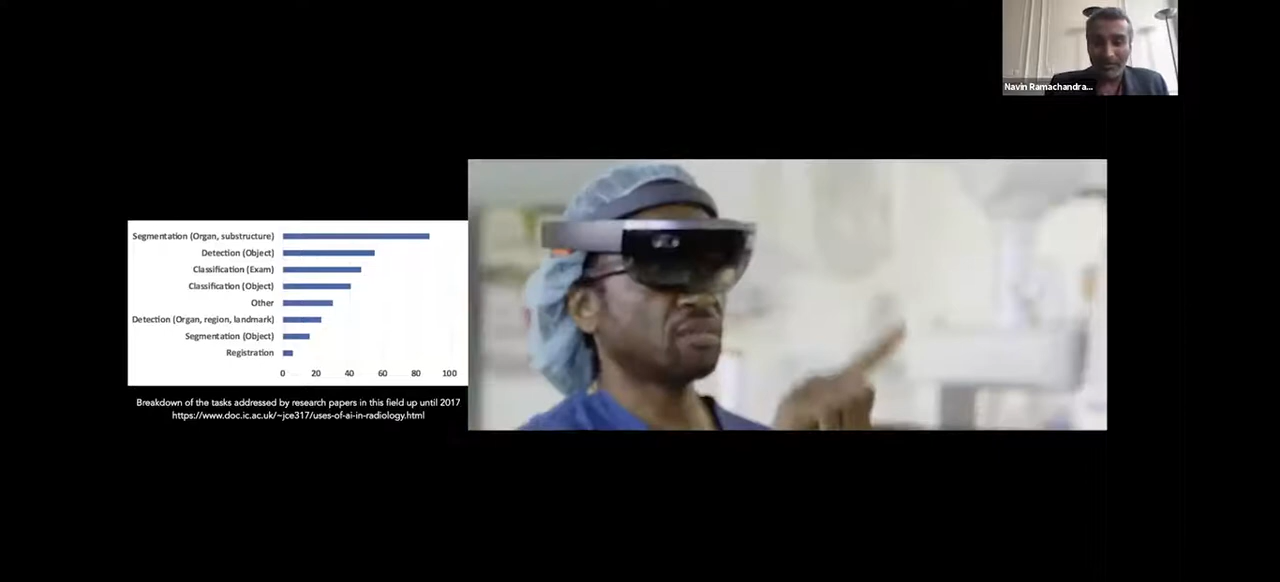 Navin Ramachandra...
Segmentation (Organ, substructure)
Detection (Object)
Classification (Exam)
Classification (Object)
Other
Detection (Organ, region, landmark)
Segmentation (Object)
Registration
0 20 40 60 80 100
Breakdown of the tasks addressed by research papers in this field up until 2017
https://www.doc.ic.ac.uk/~jce317/uses-of-ai-in-radiology.html